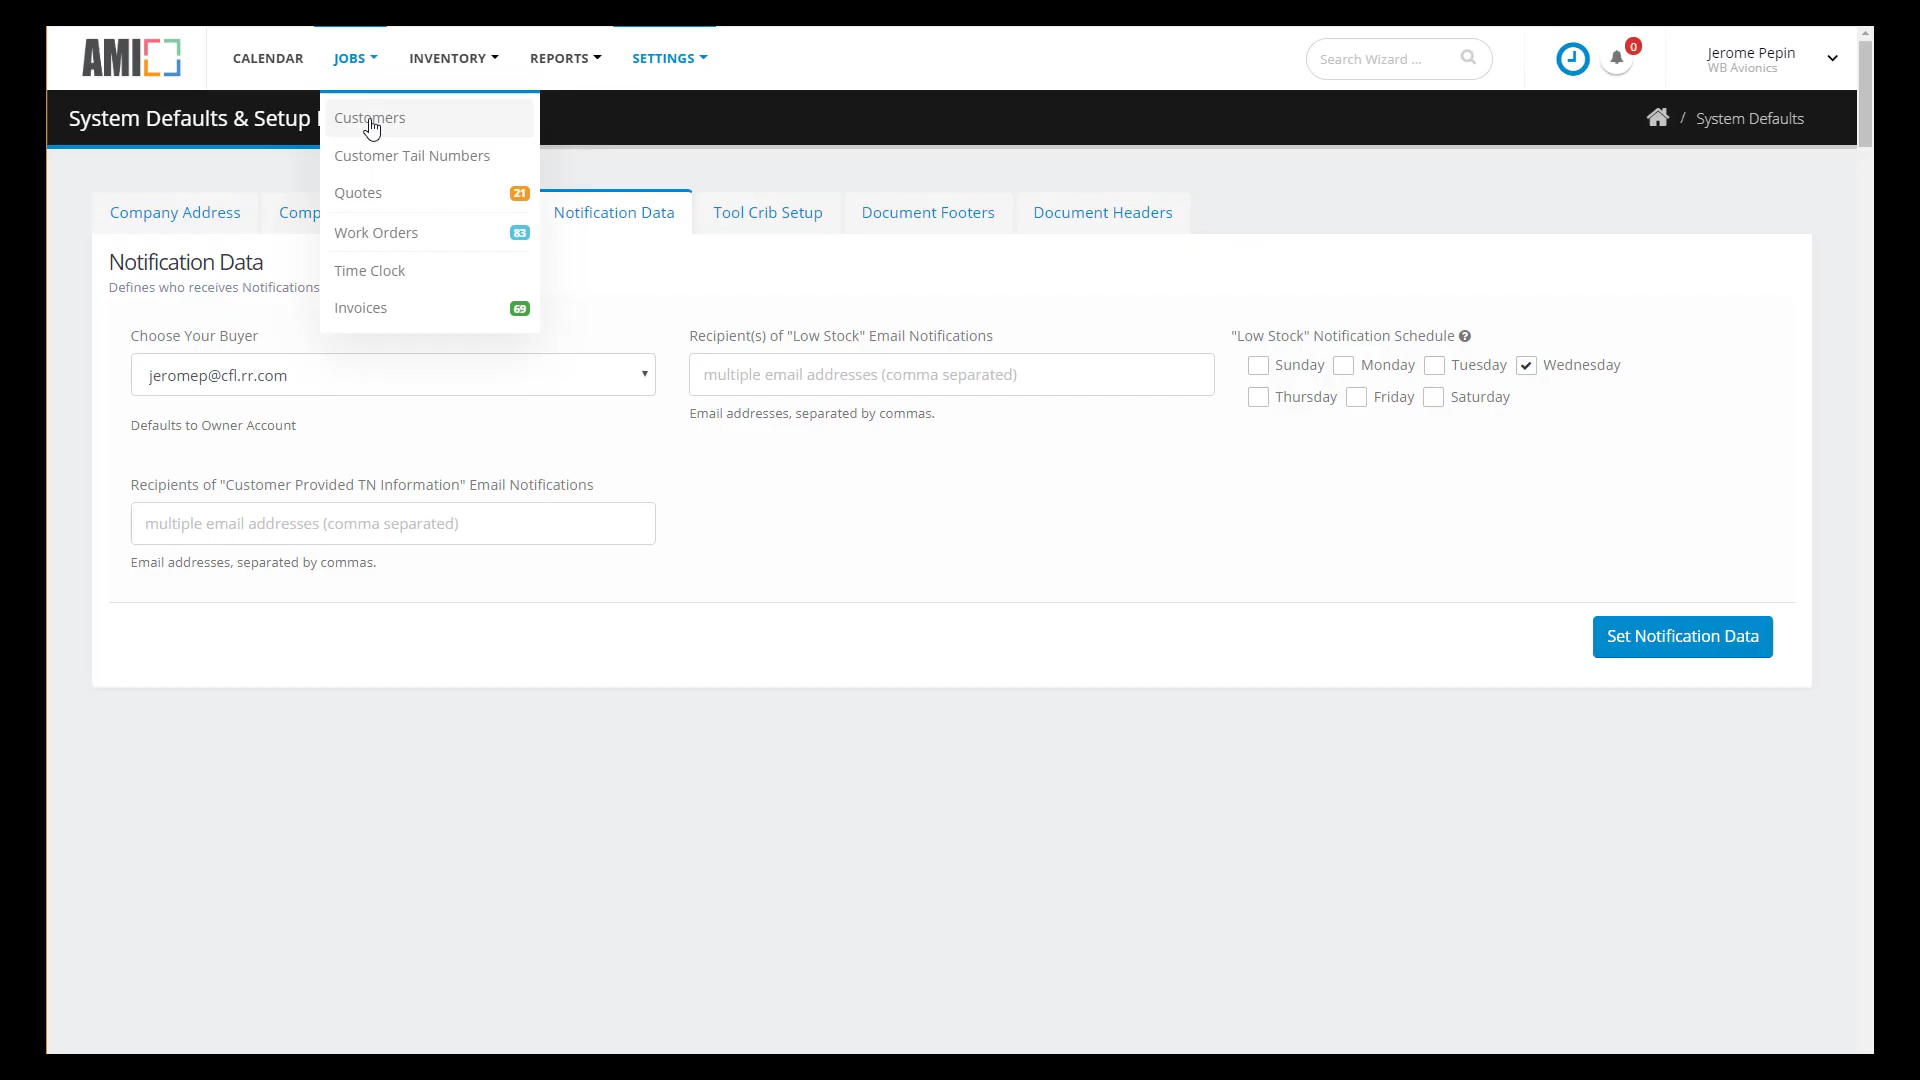 AMI
CALENDAR JOBS INVENTORY REPORTS SETTINGS
Search Wizard ...
0
Jerome Pepin
WB Avionics
System Defaults & Setup
/ System Defaults
Customers
Customer Tail Numbers
Quotes 21
Work Orders 83
Time Clock
Invoices 69
Company Address Notification Data Tool Crib Setup Document Footers Document Headers
Notification Data
Defines who receives Notifications
Choose Your Buyer
jeromep@cfl.rr.com
Defaults to Owner Account
Recipient(s) of "Low Stock" Email Notifications
multiple email addresses (comma separated)
Email addresses, separated by commas.
"Low Stock" Notification Schedule ?
Sunday Monday Tuesday Wednesday
Thursday Friday Saturday
Recipients of "Customer Provided TN Information" Email Notifications
multiple email addresses (comma separated)
Email addresses, separated by commas.
Set Notification Data